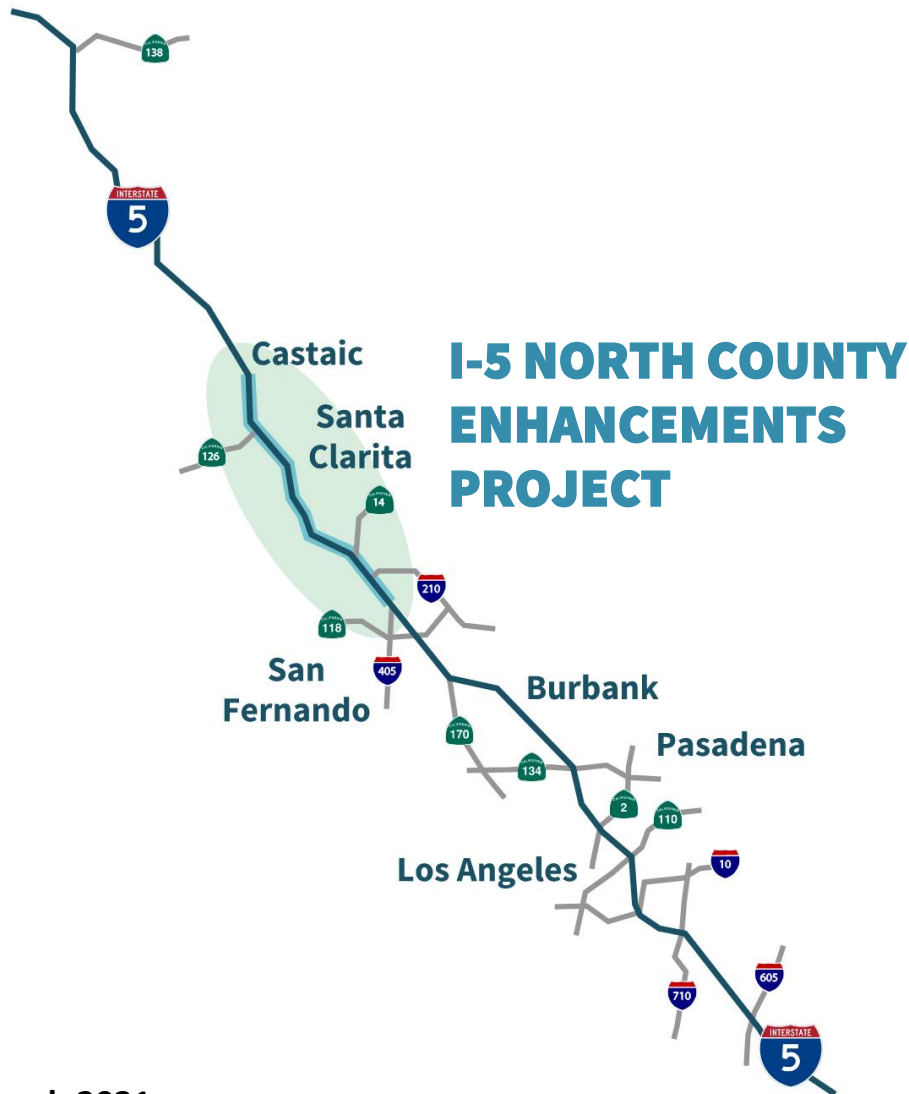 138
INTERSTATE
5
Castaic
I-5 NORTH COUNTY
ENHANCEMENTS
PROJECT
Santa
Clarita
126
14
210
118
San
Fernando
405
Burbank
170
Pasadena
134
2
110
Los Angeles
10
605
710
INTERSTATE
5